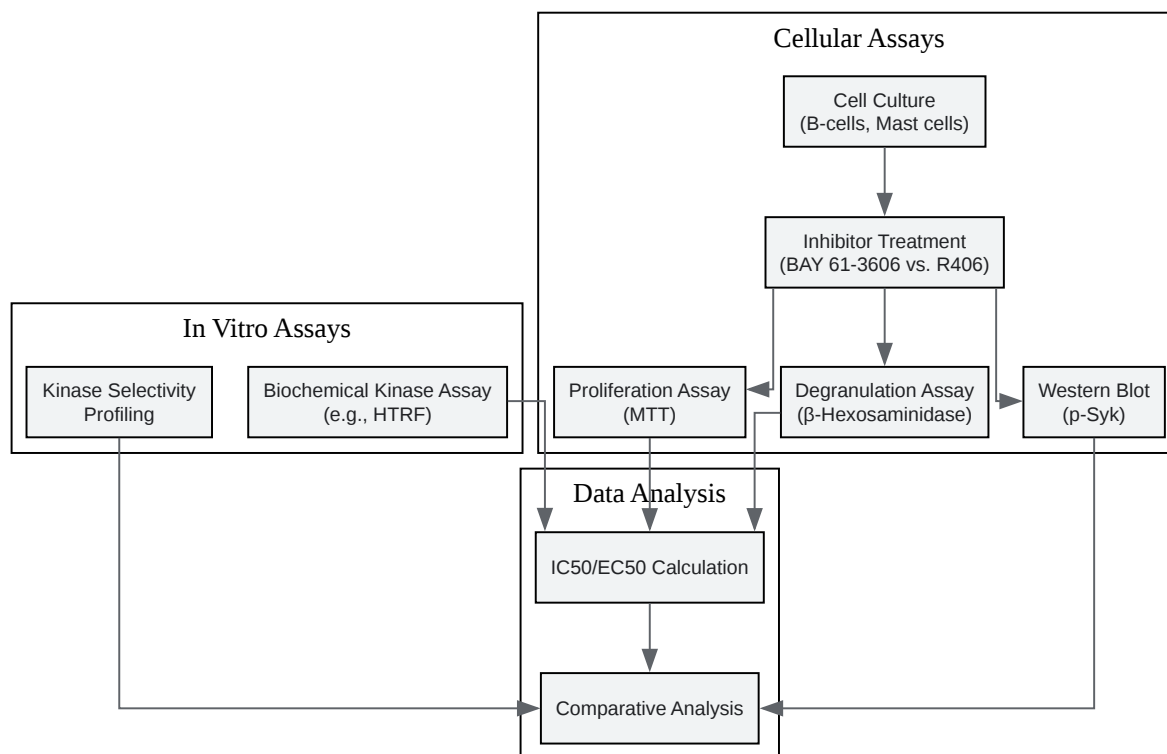 Cellular Assays
Cell Culture
(B-cells, Mast cells)
Inhibitor Treatment
(BAY 61-3606 vs. R406)
In Vitro Assays
Kinase Selectivity
Profiling
Biochemical Kinase Assay
(e.g., HTRF)
Proliferation Assay
(MTT)
Degranulation Assay
(β-Hexosaminidase)
Western Blot
(p-Syk)
Data Analysis
IC50/EC50 Calculation
Comparative Analysis